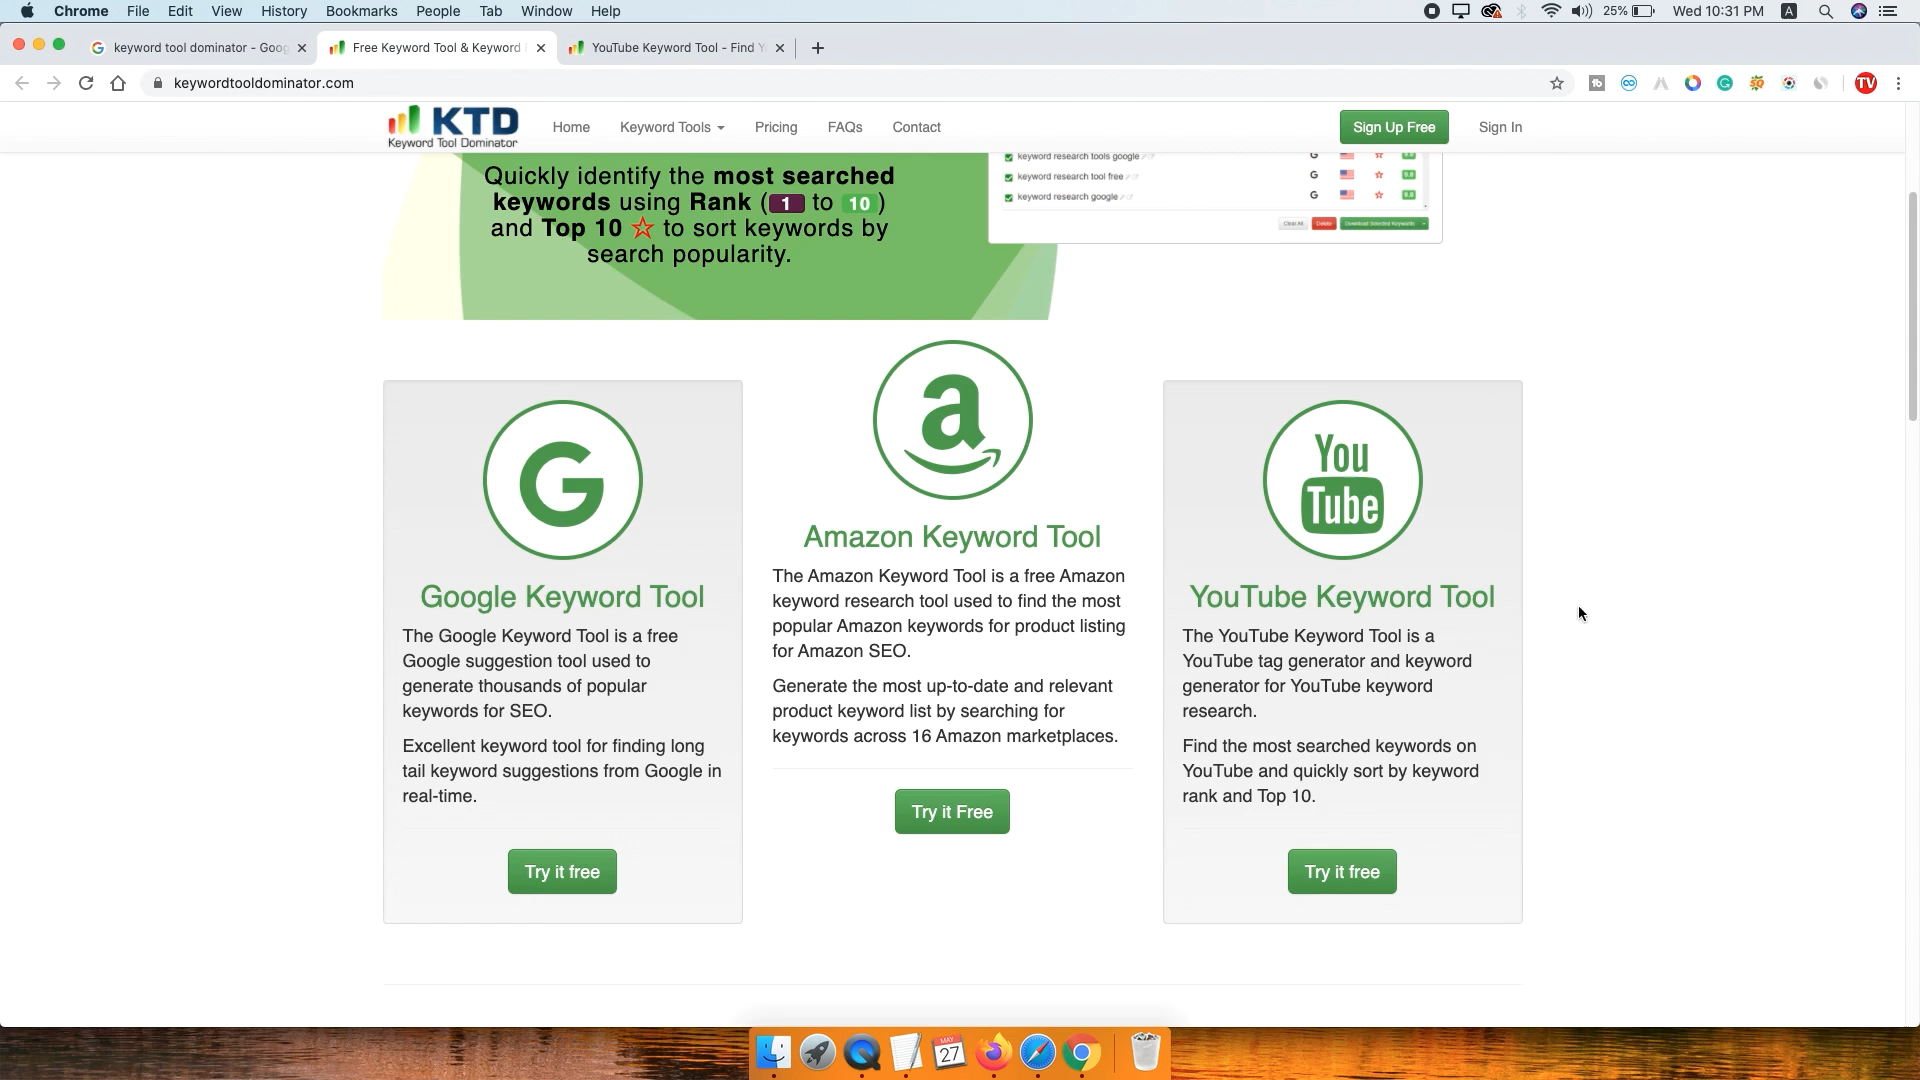 Chrome File Edit View History Bookmarks People Tab Window Help 25% Wed 10:31 PM A
keyword tool dominator - Goog Free Keyword Tool & Keyword YouTube Keyword Tool - Find Y
keywordtooldominator.com TV
KTD
Keyword Tool Dominator
Home Keyword Tools Pricing FAQs Contact Sign Up Free Sign In
Quickly identify the most searched
keywords using Rank ( 1 to 10 )
and Top 10 to sort keywords by
search popularity.
keyword research tools google G
keyword research tool free G
keyword research google G
Clear All Delete Download Selected Keywords
G
Google Keyword Tool
The Google Keyword Tool is a free
Google suggestion tool used to
generate thousands of popular
keywords for SEO.
Excellent keyword tool for finding long
tail keyword suggestions from Google in
real-time.
Try it free
a
Amazon Keyword Tool
The Amazon Keyword Tool is a free Amazon
keyword research tool used to find the most
popular Amazon keywords for product listing
for Amazon SEO.
Generate the most up-to-date and relevant
product keyword list by searching for
keywords across 16 Amazon marketplaces.
Try it Free
You
Tube
YouTube Keyword Tool
The YouTube Keyword Tool is a
YouTube tag generator and keyword
generator for YouTube keyword
research.
Find the most searched keywords on
YouTube and quickly sort by keyword
rank and Top 10.
Try it free
MAY
27